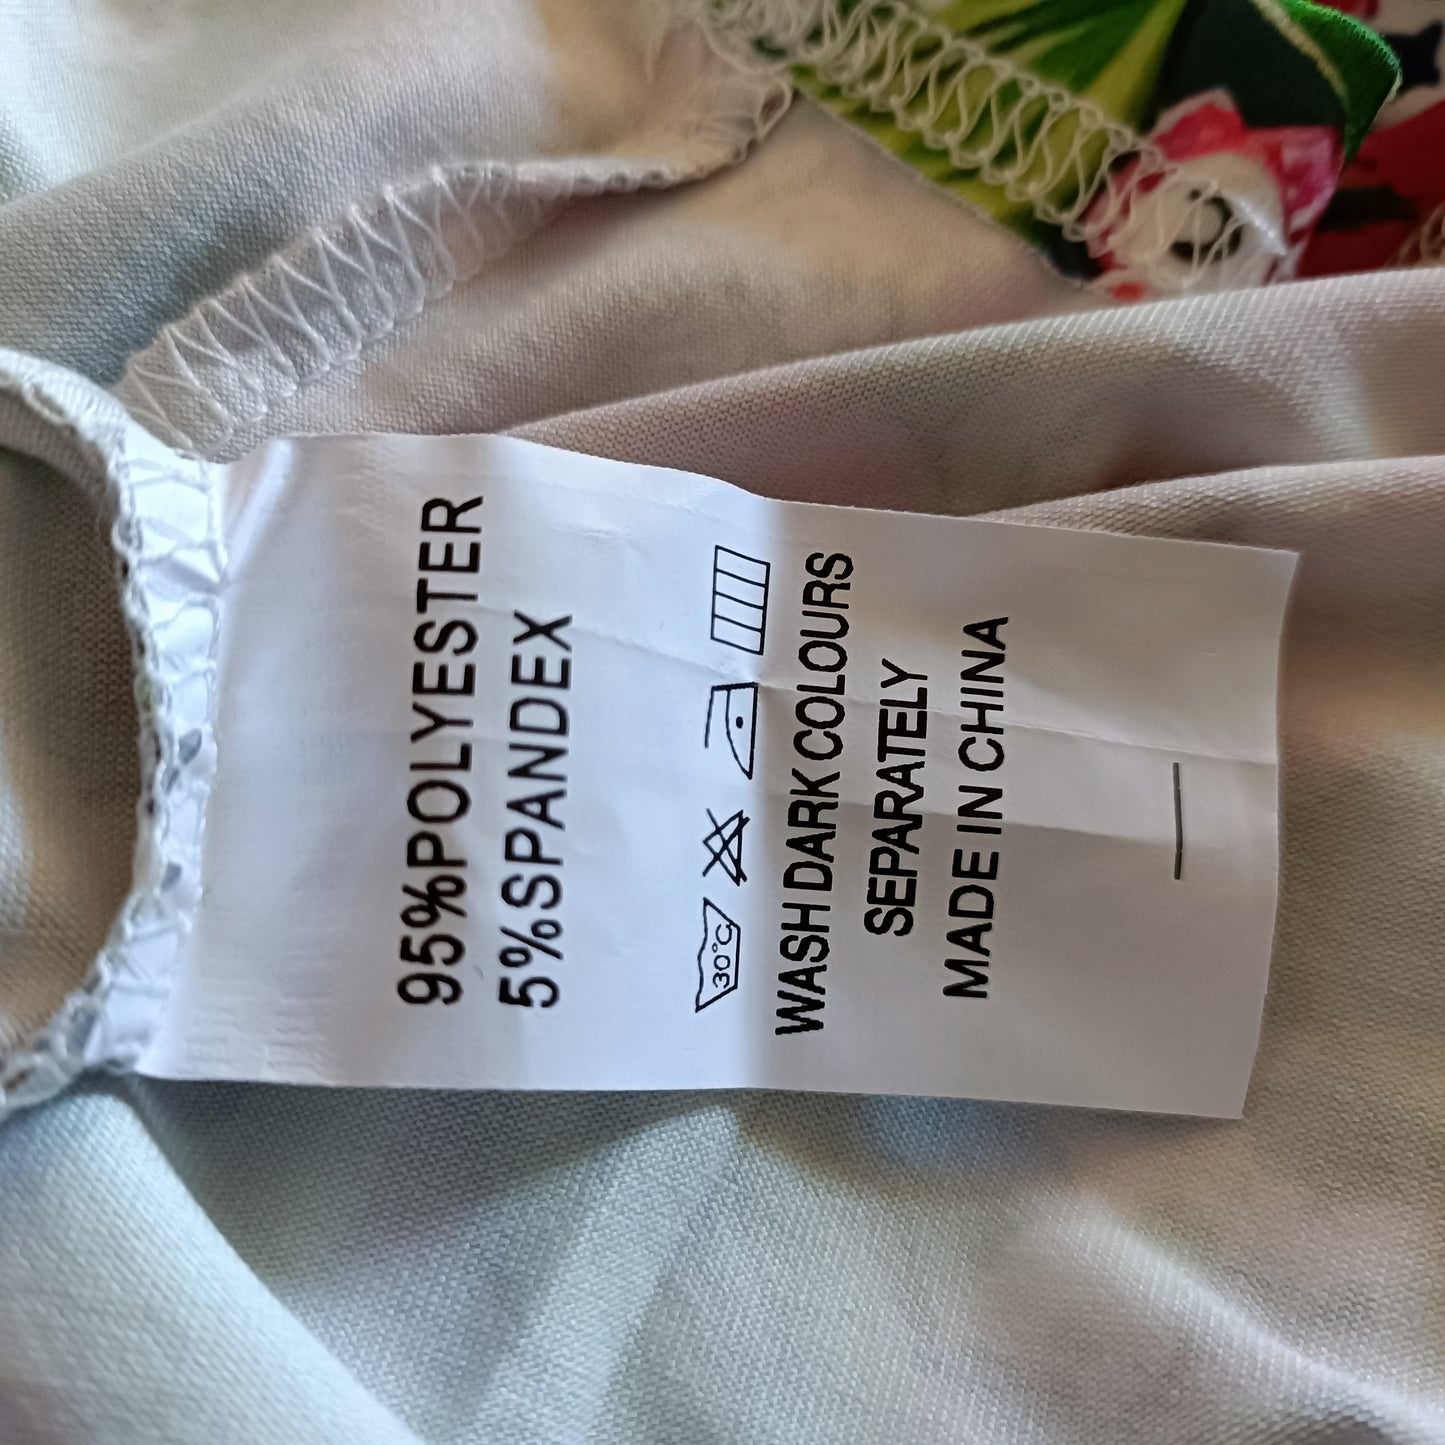 95%POLYESTER
5%SPANDEX
30°C
WASH DARK COLOURS
SEPARATELY
MADE IN CHINA